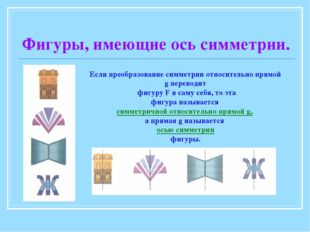 Фигуры, имеющие ось симметрии.
Если преобразование симметрии относительно прямой
g переводит
фигуру F в саму себя, то эта
фигура называется
симметричной относительно прямой g,
а прямая g называется
осью симметрии
фигуры.
Ж
Ж